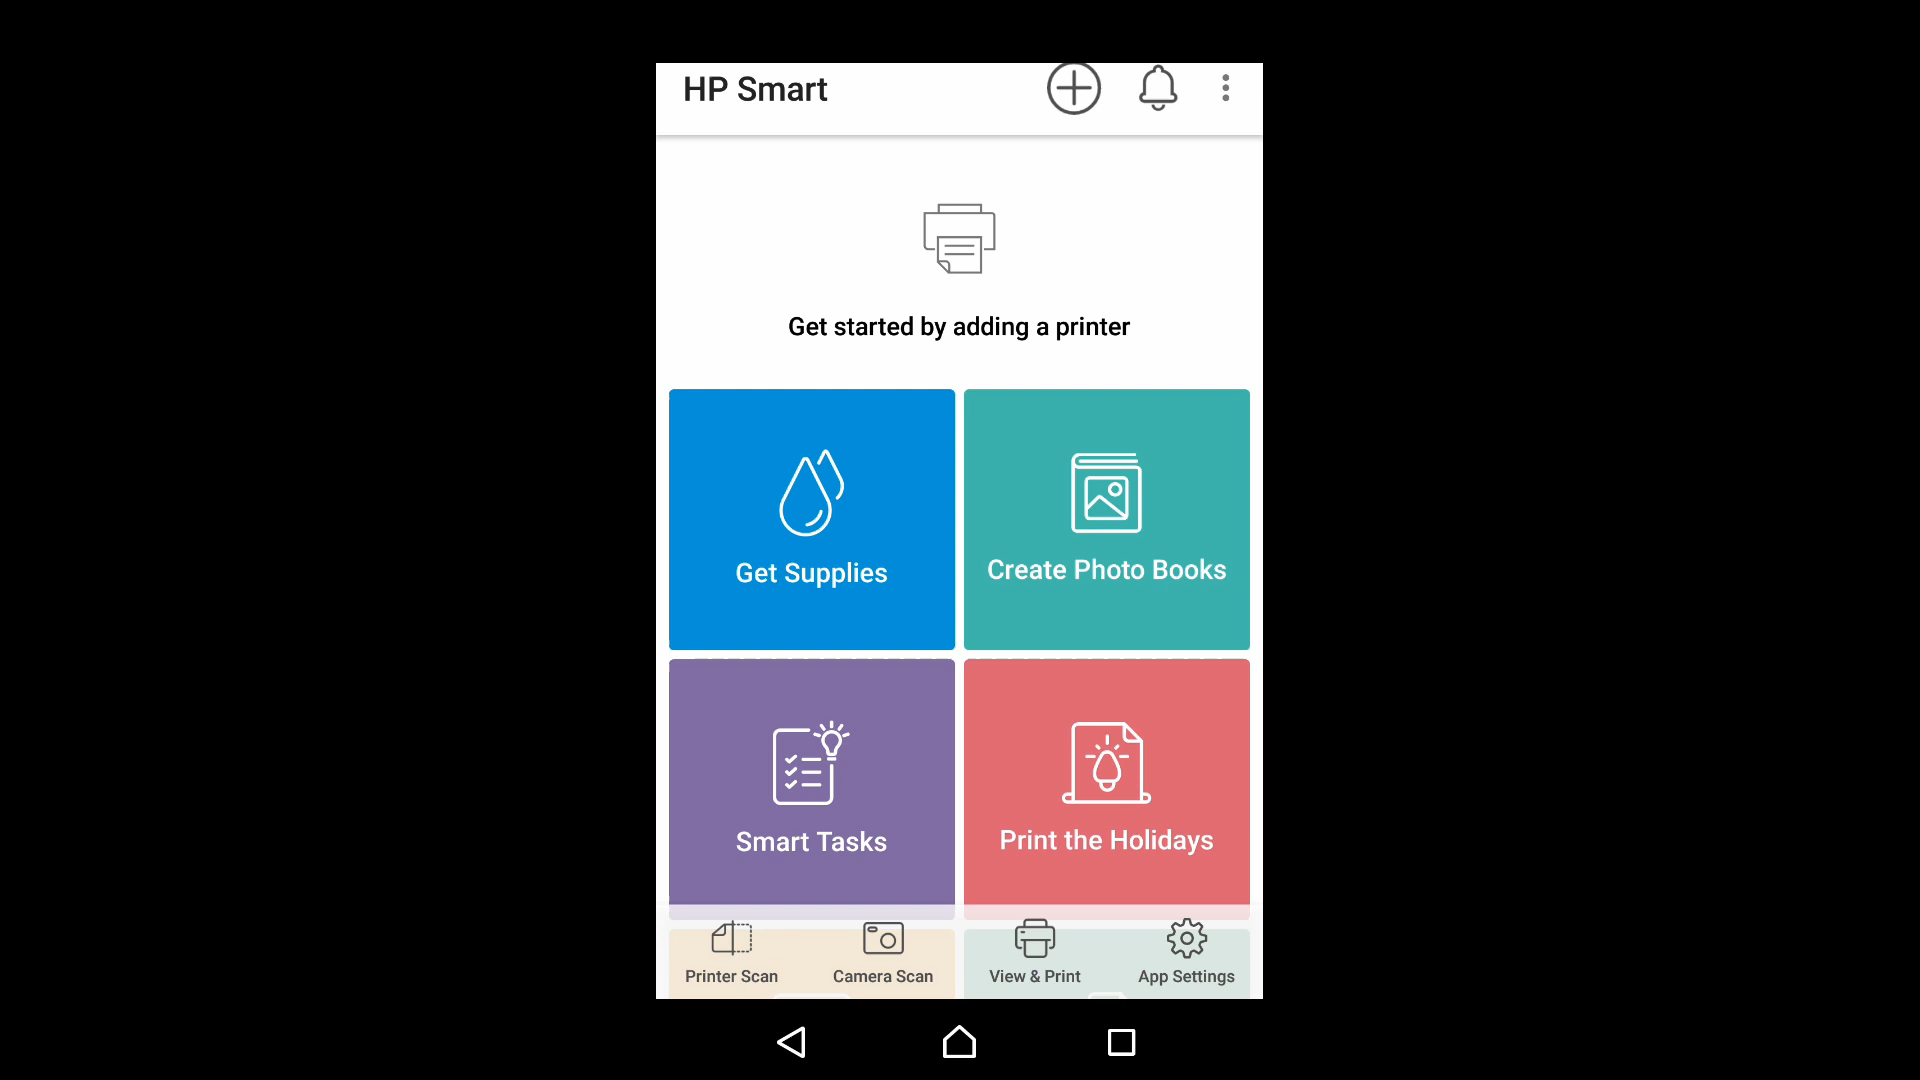 HP Smart
Get started by adding a printer
Get Supplies
Create Photo Books
Smart Tasks
Print the Holidays
Printer Scan
Camera Scan
View & Print
App Settings